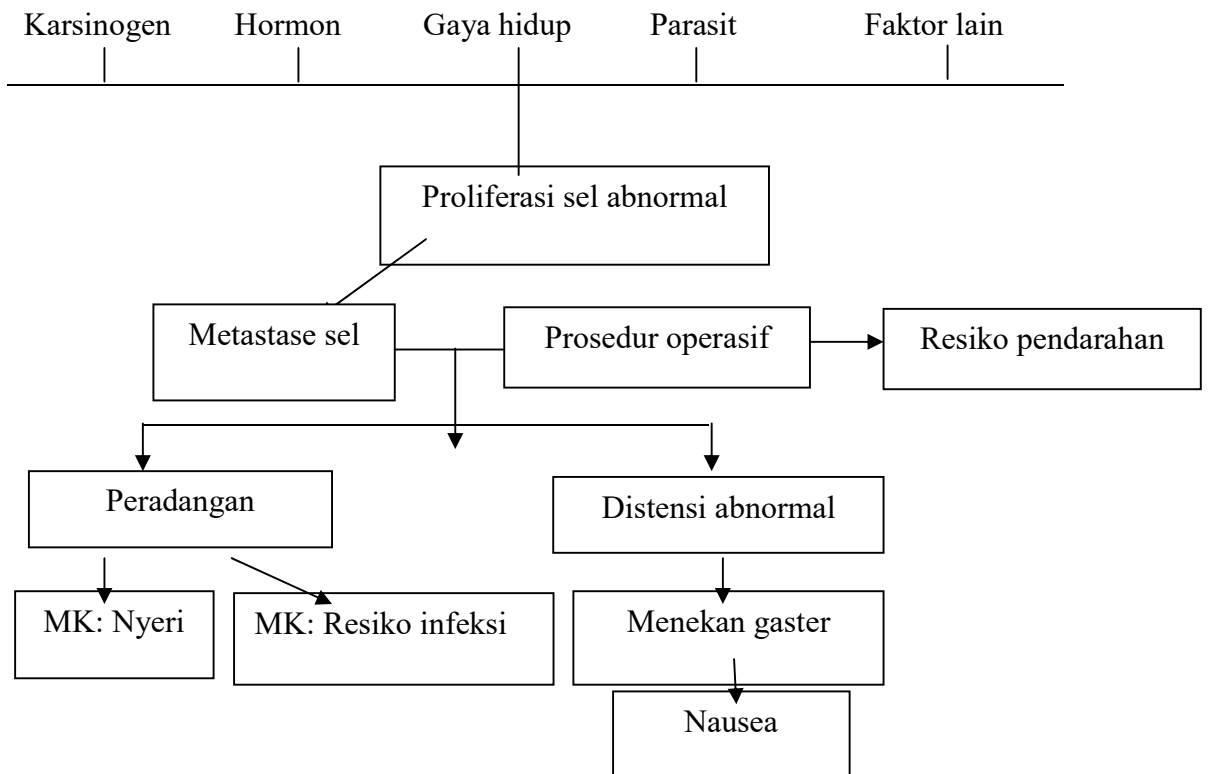 Karsinogen Hormon Gaya hidup Parasit Faktor lain
Proliferasi sel abnormal
Metastase sel
Prosedur operasif
Resiko pendarahan
Peradangan
Distensi abnormal
MK: Nyeri
MK: Resiko infeksi
Menekan gaster
Nausea